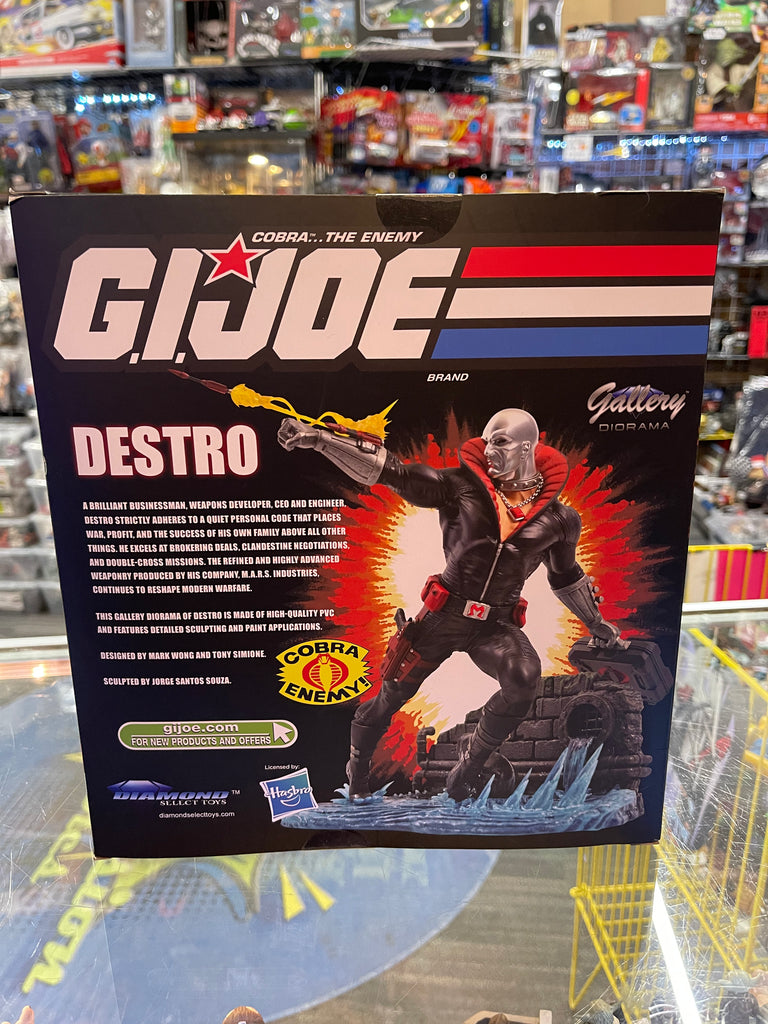 COBRA™...THE ENEMY
G.I.JOE
BRAND
Gallery™
DIORAMA
DESTRO
A BRILLIANT BUSINESSMAN, WEAPONS DEVELOPER, CEO AND ENGINEER,
DESTRO STRICTLY ADHERES TO A QUIET PERSONAL CODE THAT PLACES
WAR, PROFIT, AND THE SUCCESS OF HIS OWN FAMILY ABOVE ALL OTHER
THINGS. HE EXCELS AT BROKERING DEALS, CLANDESTINE NEGOTIATIONS,
AND DOUBLE-CROSS MISSIONS. THE REFINED AND HIGHLY ADVANCED
WEAPONRY PRODUCED BY HIS COMPANY, M.A.R.S. INDUSTRIES,
CONTINUES TO RESHAPE MODERN WARFARE.
THIS GALLERY DIORAMA OF DESTRO IS MADE OF HIGH-QUALITY PVC
AND FEATURES DETAILED SCULPTING AND PAINT APPLICATIONS.
DESIGNED BY MARK WONG AND TONY SIMIONE.
SCULPTED BY JORGE SANTOS SOUZA.
COBRA
ENEMY!
gijoe.com
FOR NEW PRODUCTS AND OFFERS
DIAMOND™
SELECT TOYS
diamondselecttoys.com
Licensed by:
Hasbro